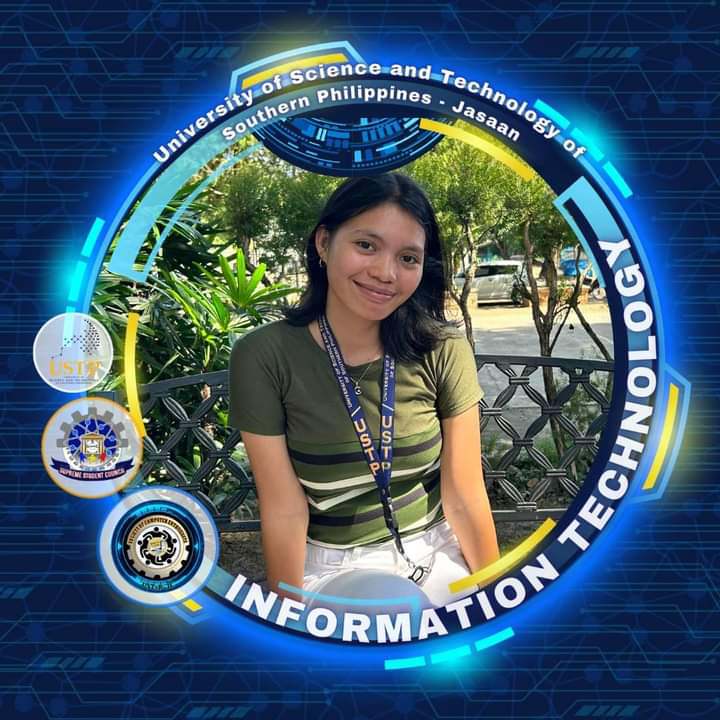 University of Science and Technology of
Southern Philippines - Jasaan
INFORMATION TECHNOLOGY
USTP
SUPREME STUDENT COUNCIL
USTP
USTP